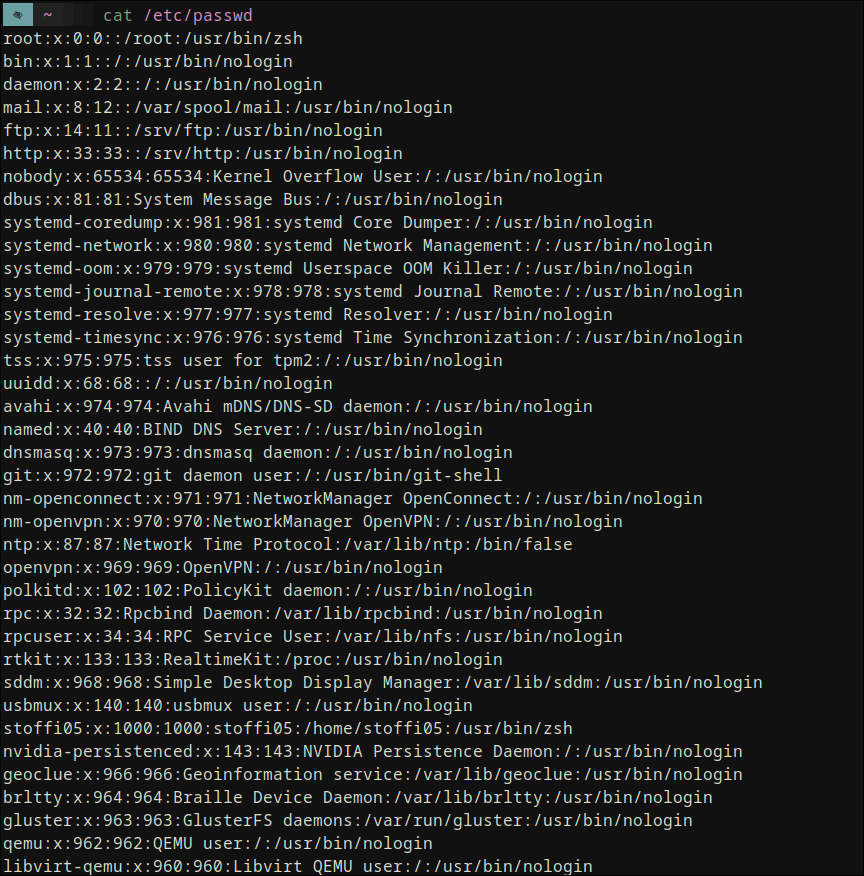 ~ cat /etc/passwd
root:x:0:0::/root:/usr/bin/zsh
bin:x:1:1::/:/usr/bin/nologin
daemon:x:2:2::/:/usr/bin/nologin
mail:x:8:12::/var/spool/mail:/usr/bin/nologin
ftp:x:14:11::/srv/ftp:/usr/bin/nologin
http:x:33:33::/srv/http:/usr/bin/nologin
nobody:x:65534:65534:Kernel Overflow User:/:/usr/bin/nologin
dbus:x:81:81:System Message Bus:/:/usr/bin/nologin
systemd-coredump:x:981:981:systemd Core Dumper:/:/usr/bin/nologin
systemd-network:x:980:980:systemd Network Management:/:/usr/bin/nologin
systemd-oom:x:979:979:systemd Userspace OOM Killer:/:/usr/bin/nologin
systemd-journal-remote:x:978:978:systemd Journal Remote:/:/usr/bin/nologin
systemd-resolve:x:977:977:systemd Resolver:/:/usr/bin/nologin
systemd-timesync:x:976:976:systemd Time Synchronization:/:/usr/bin/nologin
tss:x:975:975:tss user for tpm2:/:/usr/bin/nologin
uuidd:x:68:68::/:/usr/bin/nologin
avahi:x:974:974:Avahi mDNS/DNS-SD daemon:/:/usr/bin/nologin
named:x:40:40:BIND DNS Server:/:/usr/bin/nologin
dnsmasq:x:973:973:dnsmasq daemon:/:/usr/bin/nologin
git:x:972:972:git daemon user:/:/usr/bin/git-shell
nm-openconnect:x:971:971:NetworkManager OpenConnect:/:/usr/bin/nologin
nm-openvpn:x:970:970:NetworkManager OpenVPN:/:/usr/bin/nologin
ntp:x:87:87:Network Time Protocol:/var/lib/ntp:/bin/false
openvpn:x:969:969:OpenVPN:/:/usr/bin/nologin
polkitd:x:102:102:PolicyKit daemon:/:/usr/bin/nologin
rpc:x:32:32:Rpcbind Daemon:/var/lib/rpcbind:/usr/bin/nologin
rpcuser:x:34:34:RPC Service User:/var/lib/nfs:/usr/bin/nologin
rtkit:x:133:133:RealtimeKit:/proc:/usr/bin/nologin
sddm:x:968:968:Simple Desktop Display Manager:/var/lib/sddm:/usr/bin/nologin
usbmux:x:140:140:usbmux user:/:/usr/bin/nologin
stoffi05:x:1000:1000:stoffi05:/home/stoffi05:/usr/bin/zsh
nvidia-persistenced:x:143:143:NVIDIA Persistence Daemon:/:/usr/bin/nologin
geoclue:x:966:966:Geoinformation service:/var/lib/geoclue:/usr/bin/nologin
brltty:x:964:964:Braille Device Daemon:/var/lib/brltty:/usr/bin/nologin
gluster:x:963:963:GlusterFS daemons:/var/run/gluster:/usr/bin/nologin
qemu:x:962:962:QEMU user:/:/usr/bin/nologin
libvirt-qemu:x:960:960:Libvirt QEMU user:/:/usr/bin/nologin